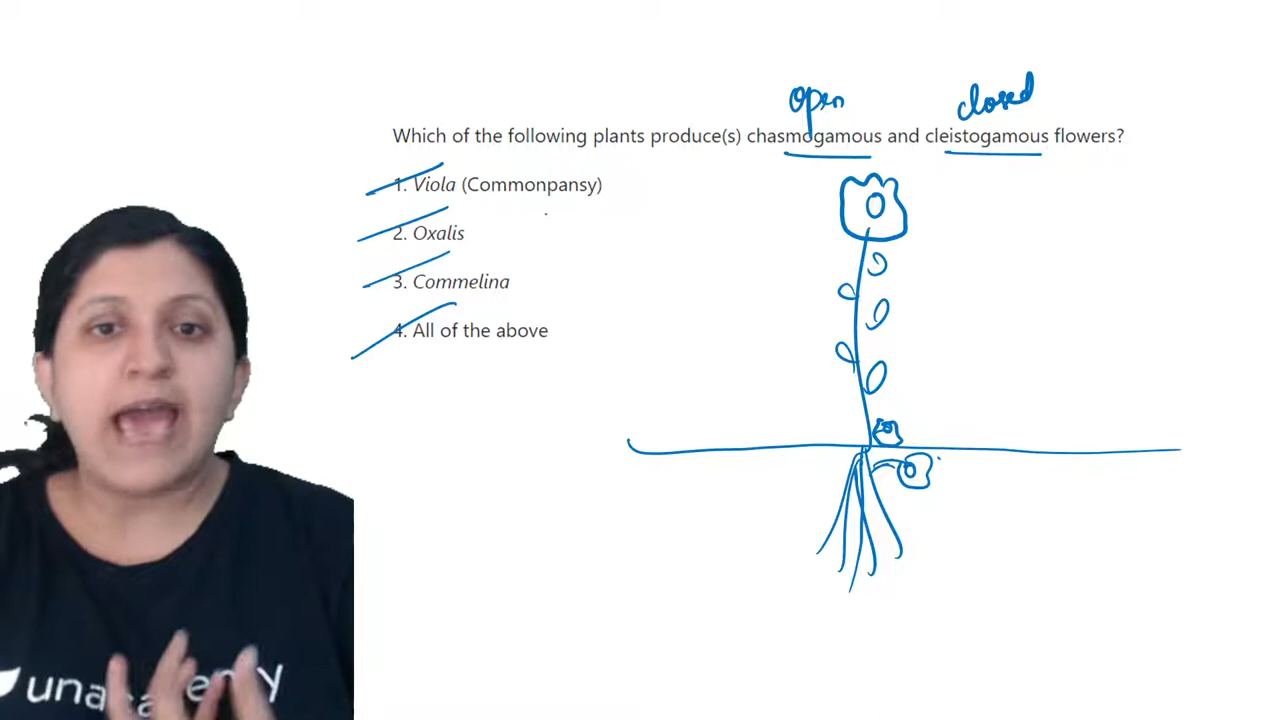 open closed
Which of the following plants produce(s) chasmogamous and cleistogamous flowers?
1. Viola (Commonpansy)
2. Oxalis
3. Commelina
4. All of the above